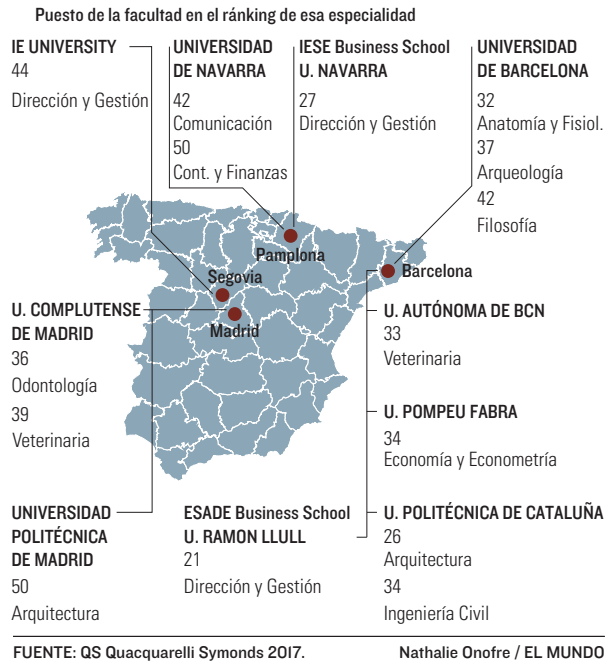 Puesto de la facultad en el ránking de esa especialidad
IE UNIVERSITY
44
Dirección y Gestión
UNIVERSIDAD
DE NAVARRA
42
Comunicación
50
Cont. y Finanzas
IESE Business School
U. NAVARRA
27
Dirección y Gestión
UNIVERSIDAD
DE BARCELONA
32
Anatomía y Fisiol.
37
Arqueología
42
Filosofía
Pamplona
Barcelona
Segovia
Madrid
U. COMPLUTENSE
DE MADRID
36
Odontología
39
Veterinaria
U. AUTÓNOMA DE BCN
33
Veterinaria
U. POMPEU FABRA
34
Economía y Econometría
UNIVERSIDAD
POLITÉCNICA
DE MADRID
50
Arquitectura
ESADE Business School
U. RAMON LLULL
21
Dirección y Gestión
U. POLITÉCNICA DE CATALUÑA
26
Arquitectura
34
Ingeniería Civil
FUENTE: QS Quacquarelli Symonds 2017.
Nathalie Onofre / EL MUNDO